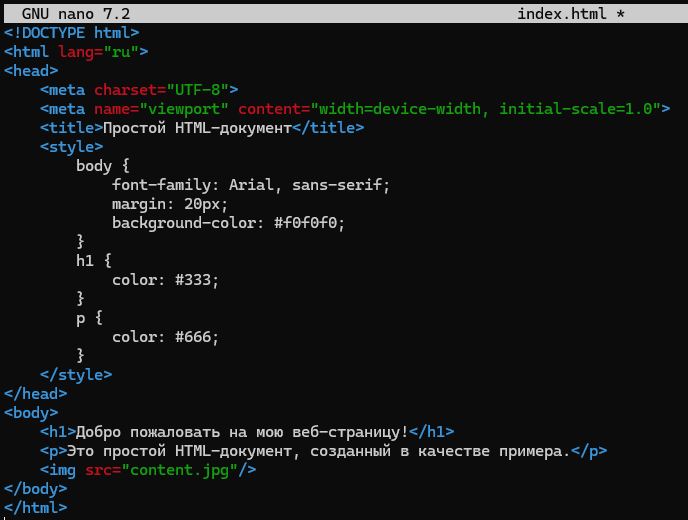 GNU nano 7.2 index.html *
<!DOCTYPE html>
<html lang="ru">
<head>
    <meta charset="UTF-8">
    <meta name="viewport" content="width=device-width, initial-scale=1.0">
    <title>Простой HTML-документ</title>
    <style>
        body {
            font-family: Arial, sans-serif;
            margin: 20px;
            background-color: #f0f0f0;
        }
        h1 {
            color: #333;
        }
        p {
            color: #666;
        }
    </style>
</head>
<body>
    <h1>Добро пожаловать на мою веб-страницу!</h1>
    <p>Это простой HTML-документ, созданный в качестве примера.</p>
    <img src="content.jpg"/>
</body>
</html>